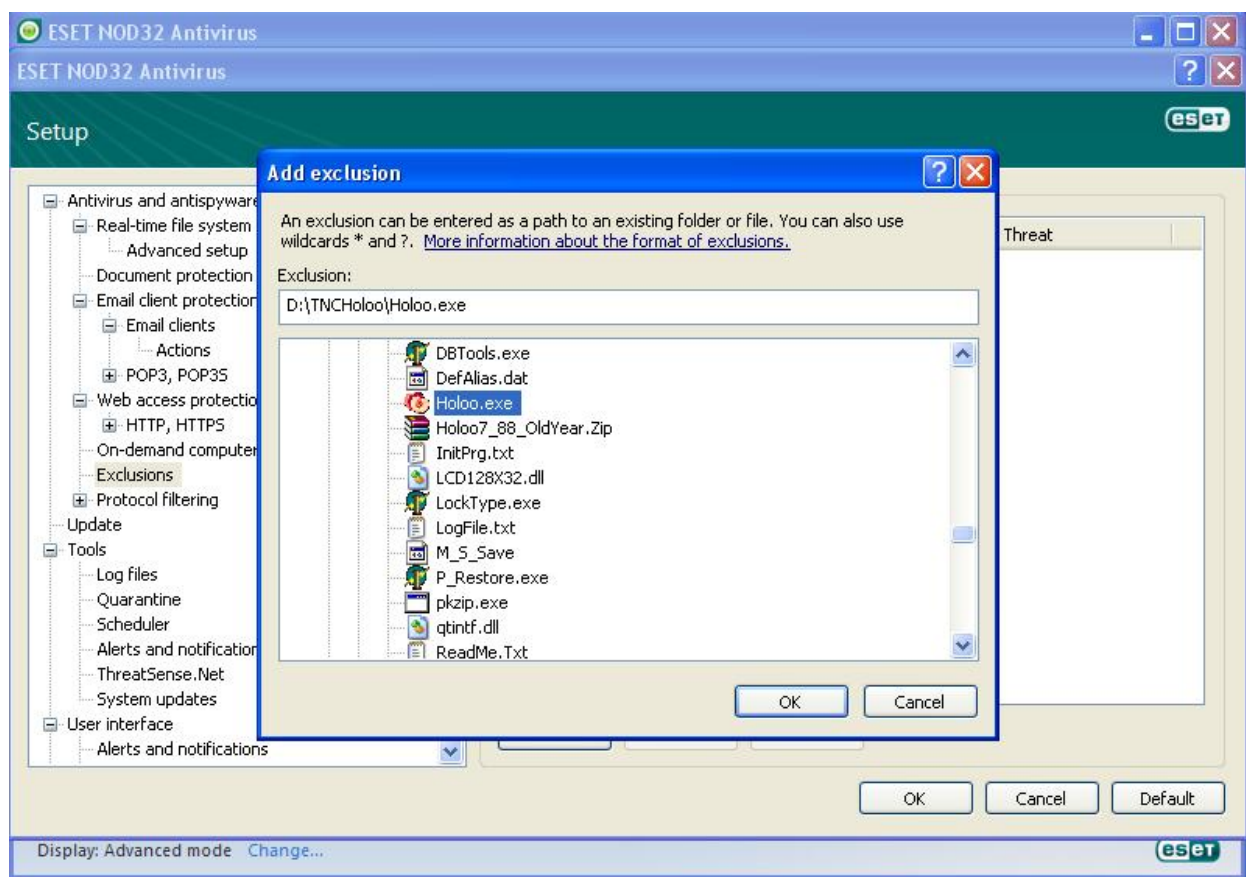 ESET NOD32 Antivirus
ESET NOD32 Antivirus
Setup
eseT
Add exclusion
An exclusion can be entered as a path to an existing folder or file. You can also use
wildcards * and ?. More information about the format of exclusions.
Exclusion:
D:\TNCHoloo\Holoo.exe
DBTools.exe
DefAlias.dat
Holoo.exe
Holoo7_88_OldYear.Zip
InitPrg.txt
LCD128X32.dll
LockType.exe
LogFile.txt
M_S_Save
P_Restore.exe
pkzip.exe
qtintf.dll
ReadMe.Txt
OK Cancel
Antivirus and antispyware
Real-time file system
Advanced setup
Document protection
Email client protection
Email clients
Actions
POP3, POP3S
Web access protectio
HTTP, HTTPS
On-demand computer
Exclusions
Protocol filtering
Update
Tools
Log files
Quarantine
Scheduler
Alerts and notification
ThreatSense.Net
System updates
User interface
Alerts and notifications
Threat
OK Cancel Default
Display: Advanced mode Change...
eseT